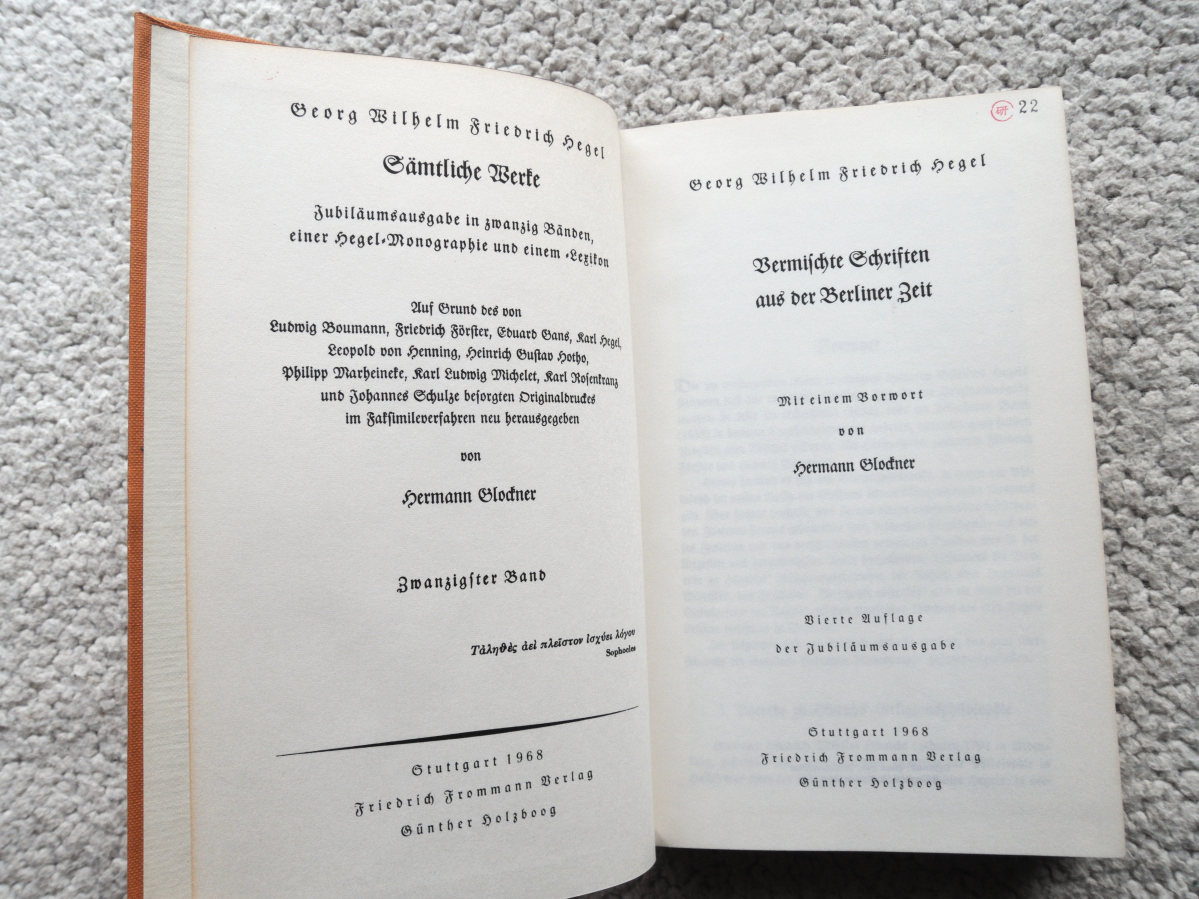 Georg Wilhelm Friedrich Hegel
Sämtliche Werke
Jubiläumsausgabe in zwanzig Bänden,
einer Hegel-Monographie und einem -Lexikon
Auf Grund des von
Ludwig Boumann, Friedrich Förster, Eduard Gans, Karl Hegel,
Leopold von Henning, Heinrich Gustav Hotho,
Philipp Marheineke, Karl Ludwig Michelet, Karl Rosenkranz
und Johannes Schulze besorgten Originaldruckes
im Faksimileverfahren neu herausgegeben
von
Hermann Glockner
Zwanzigster Band
Τἀληθὲς ἀεὶ πλεῖστον ἰσχύει λόγου
Sophocles
Stuttgart 1968
Friedrich Frommann Verlag
Günther Holzboog
研 22
Georg Wilhelm Friedrich Hegel
Vermischte Schriften
aus der Berliner Zeit
Mit einem Vorwort
von
Hermann Glockner
Vierte Auflage
der Jubiläumsausgabe
Stuttgart 1968
Friedrich Frommann Verlag
Günther Holzboog